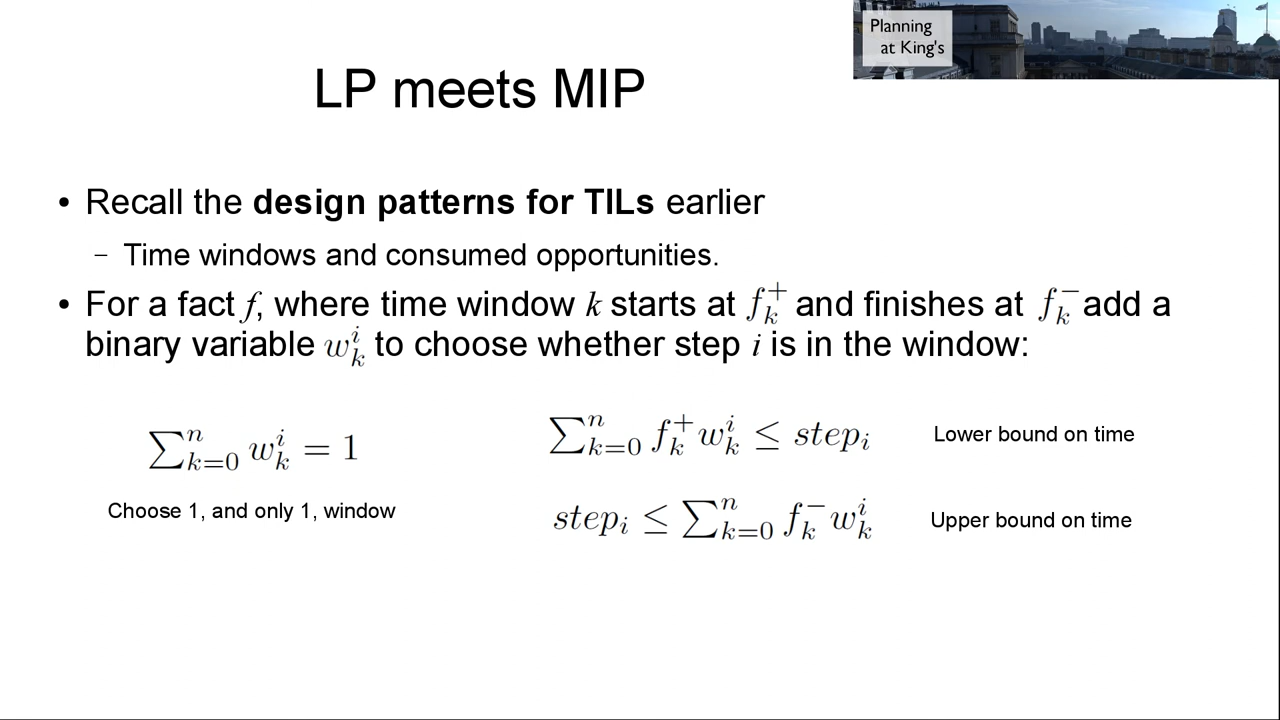 Planning
at King's
LP meets MIP
• Recall the design patterns for TILs earlier
– Time windows and consumed opportunities.
• For a fact f, where time window k starts at f_k^+ and finishes at f_k^- add a
binary variable w_k^i to choose whether step i is in the window:
∑_{k=0}^n w_k^i = 1
Choose 1, and only 1, window
∑_{k=0}^n f_k^+ w_k^i ≤ step_i
Lower bound on time
step_i ≤ ∑_{k=0}^n f_k^- w_k^i
Upper bound on time